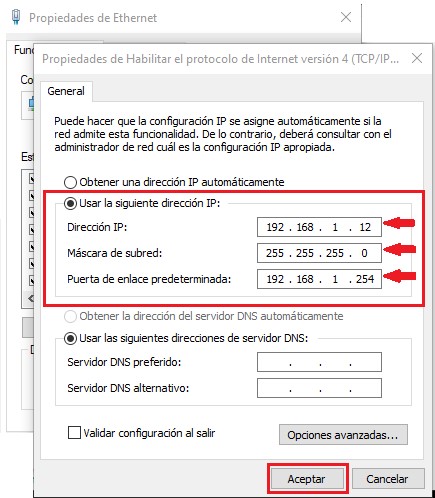 Propiedades de Ethernet
Propiedades de Habilitar el protocolo de Internet versión 4 (TCP/IP...
General
Puede hacer que la configuración IP se asigne automáticamente si la
red admite esta funcionalidad. De lo contrario, deberá consultar con el
administrador de red cuál es la configuración IP apropiada.
Obtener una dirección IP automáticamente
Usar la siguiente dirección IP:
Dirección IP: 192 . 168 . 1 . 12
Máscara de subred: 255 . 255 . 255 . 0
Puerta de enlace predeterminada: 192 . 168 . 1 . 254
Obtener la dirección del servidor DNS automáticamente
Usar las siguientes direcciones de servidor DNS:
Servidor DNS preferido: . . .
Servidor DNS alternativo: . . .
Validar configuración al salir
Opciones avanzadas...
Aceptar
Cancelar